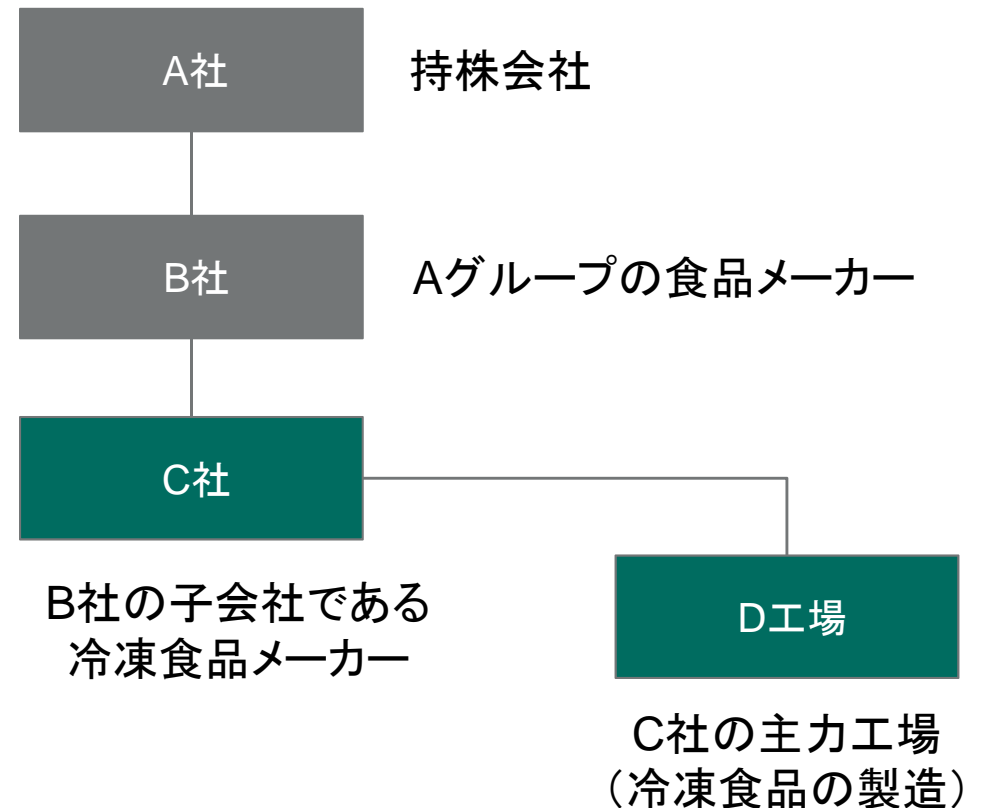 A社
持株会社
B社
Aグループの食品メーカー
C社
B社の子会社である
冷凍食品メーカー
D工場
C社の主力工場
（冷凍食品の製造）